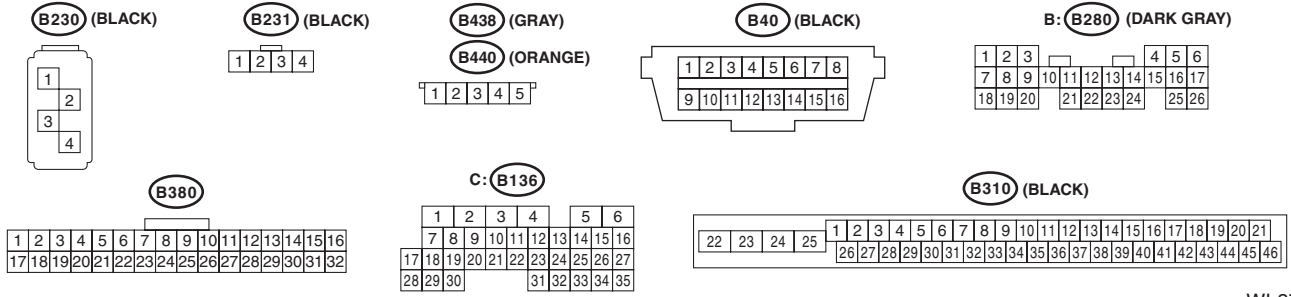 B230 (BLACK)
B231 (BLACK)
B438 (GRAY)
B440 (ORANGE)
B40 (BLACK)
B: B280 (DARK GRAY)
1
2
3
4
1 2 3 4
1 2 3 4 5
1 2 3 4 5 6 7 8
9 10 11 12 13 14 15 16
1 2 3 4 5 6
7 8 9 10 11 12 13 14 15 16 17
18 19 20 21 22 23 24 25 26
B380
C: B136
B310 (BLACK)
1 2 3 4 5 6 7 8 9 10 11 12 13 14 15 16
17 18 19 20 21 22 23 24 25 26 27 28 29 30 31 32
1 2 3 4 5 6
7 8 9 10 11 12 13 14 15 16
17 18 19 20 21 22 23 24 25 26 27
28 29 30 31 32 33 34 35
22 23 24 25 1 2 3 4 5 6 7 8 9 10 11 12 13 14 15 16 17 18 19 20 21
26 27 28 29 30 31 32 33 34 35 36 37 38 39 40 41 42 43 44 45 46